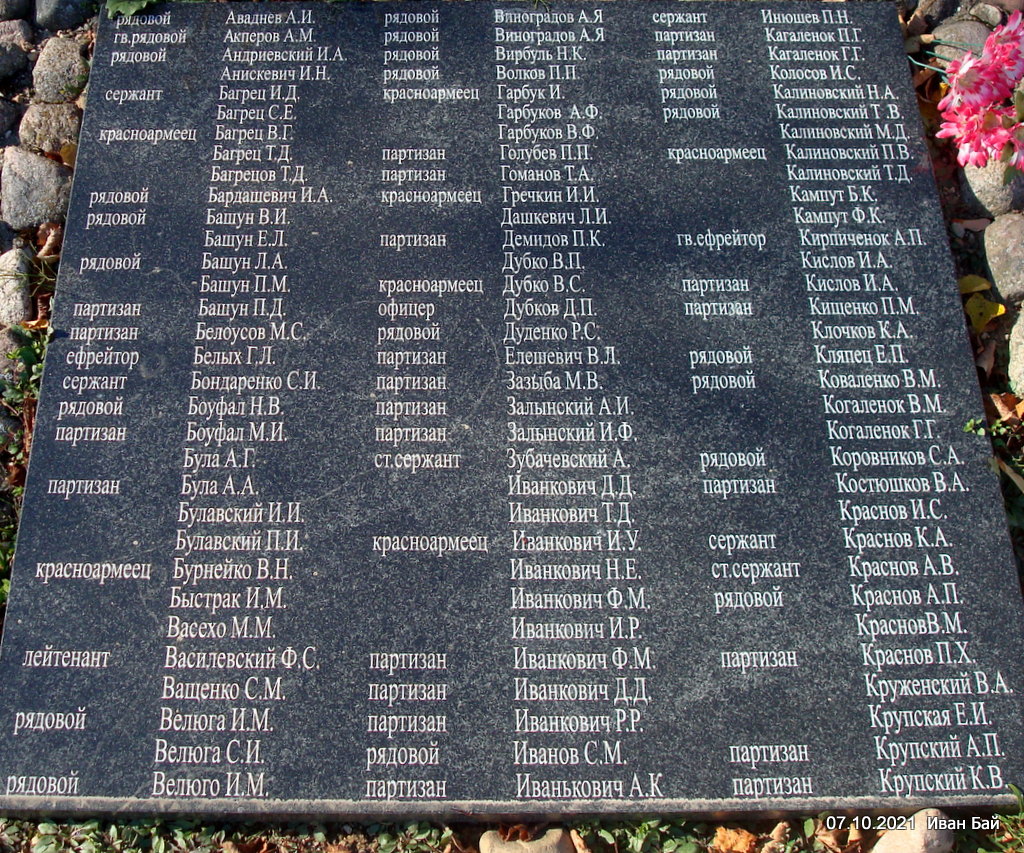 рядовой Аваднев А.И. рядовой Виноградов А.Я сержант Инюшев П.Н.
гв.рядовой Акперов А.М. рядовой Виноградов А.Я партизан Кагаленок П.Г.
рядовой Андриевский И.А. рядовой Вирбуль Н.К. партизан Кагаленок Г.Г.
Анискевич И.Н. рядовой Волков П.П. рядовой Колосов И.С.
сержант Багрец И.Д. красноармеец Гарбук И. рядовой Калиновский Н.А.
Багрец С.Е. Гарбуков А.Ф. рядовой Калиновский Т.В.
красноармеец Багрец В.Г. Гарбуков В.Ф. Калиновский М.Д.
Багрец Т.Д. партизан Голубев П.П. красноармеец Калиновский П.В.
Багрецов Т.Д. партизан Гоманов Т.А. Калиновский Т.Д.
рядовой Бардашевич И.А. красноармеец Гречкин И.И. Кампут Б.К.
рядовой Башун В.И. Дашкевич Л.И. Кампут Ф.К.
Башун Е.Л. партизан Демидов П.К. гв.ефрейтор Кирпиченок А.П.
рядовой Башун Л.А. Дубко В.П. Кислов И.А.
Башун П.М. красноармеец Дубко В.С. партизан Кислов И.А.
партизан Башун П.Д. офицер Дубков Д.П. партизан Кищенко П.М.
партизан Белоусов М.С. рядовой Дуденко Р.С. Клочков К.А.
ефрейтор Белых Г.Л. партизан Елешевич В.Л. рядовой Кляпец Е.П.
сержант Бондаренко С.И. партизан Зазыба М.В. рядовой Коваленко В.М.
рядовой Боуфал Н.В. партизан Залынский А.И. Когаленок В.М.
партизан Боуфал М.И. партизан Залынский И.Ф. Когаленок Г.Г.
Була А.Г. ст.сержант Зубачевский А. рядовой Коровников С.А.
партизан Була А.А. Иванкович Д.Д. партизан Костюшков В.А.
Булавский И.И. Иванкович Т.Д. Краснов И.С.
Булавский П.И. красноармеец Иванкович И.У. сержант Краснов К.А.
красноармеец Бурнейко В.Н. Иванкович Н.Е. ст.сержант Краснов А.В.
Быстрак И.М. Иванкович Ф.М. рядовой Краснов А.П.
Васехо М.М. Иванкович И.Р. КрасновВ.М.
лейтенант Василевский Ф.С. партизан Иванкович Ф.М. партизан Краснов П.Х.
Ващенко С.М. партизан Иванкович Д.Д. Круженский В.А.
рядовой Велюга И.М. партизан Иванкович Р.Р. Крупская Е.И.
Велюга С.И. рядовой Иванов С.М. партизан Крупский А.П.
рядовой Велюго И.М. партизан Иванькович А.К партизан Крупский К.В.
07.10.2021 Иван Бай